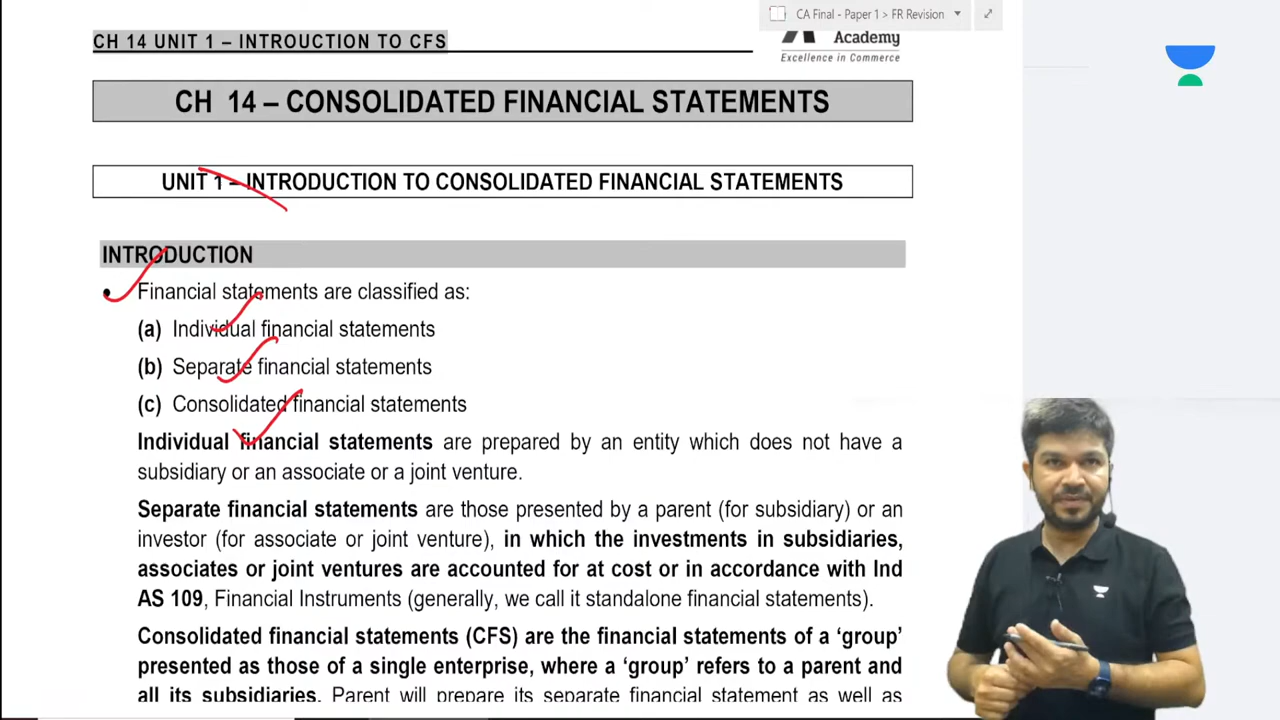 CA Final - Paper 1 > FR Revision
CH 14 UNIT 1 – INTROUCTION TO CFS
Academy
Excellence in Commerce
CH 14 – CONSOLIDATED FINANCIAL STATEMENTS
UNIT 1 – INTRODUCTION TO CONSOLIDATED FINANCIAL STATEMENTS
INTRODUCTION
• Financial statements are classified as:
(a) Individual financial statements
(b) Separate financial statements
(c) Consolidated financial statements
Individual financial statements are prepared by an entity which does not have a
subsidiary or an associate or a joint venture.
Separate financial statements are those presented by a parent (for subsidiary) or an
investor (for associate or joint venture), in which the investments in subsidiaries,
associates or joint ventures are accounted for at cost or in accordance with Ind
AS 109, Financial Instruments (generally, we call it standalone financial statements).
Consolidated financial statements (CFS) are the financial statements of a ‘group’
presented as those of a single enterprise, where a ‘group’ refers to a parent and
all its subsidiaries. Parent will prepare its separate financial statement as well as